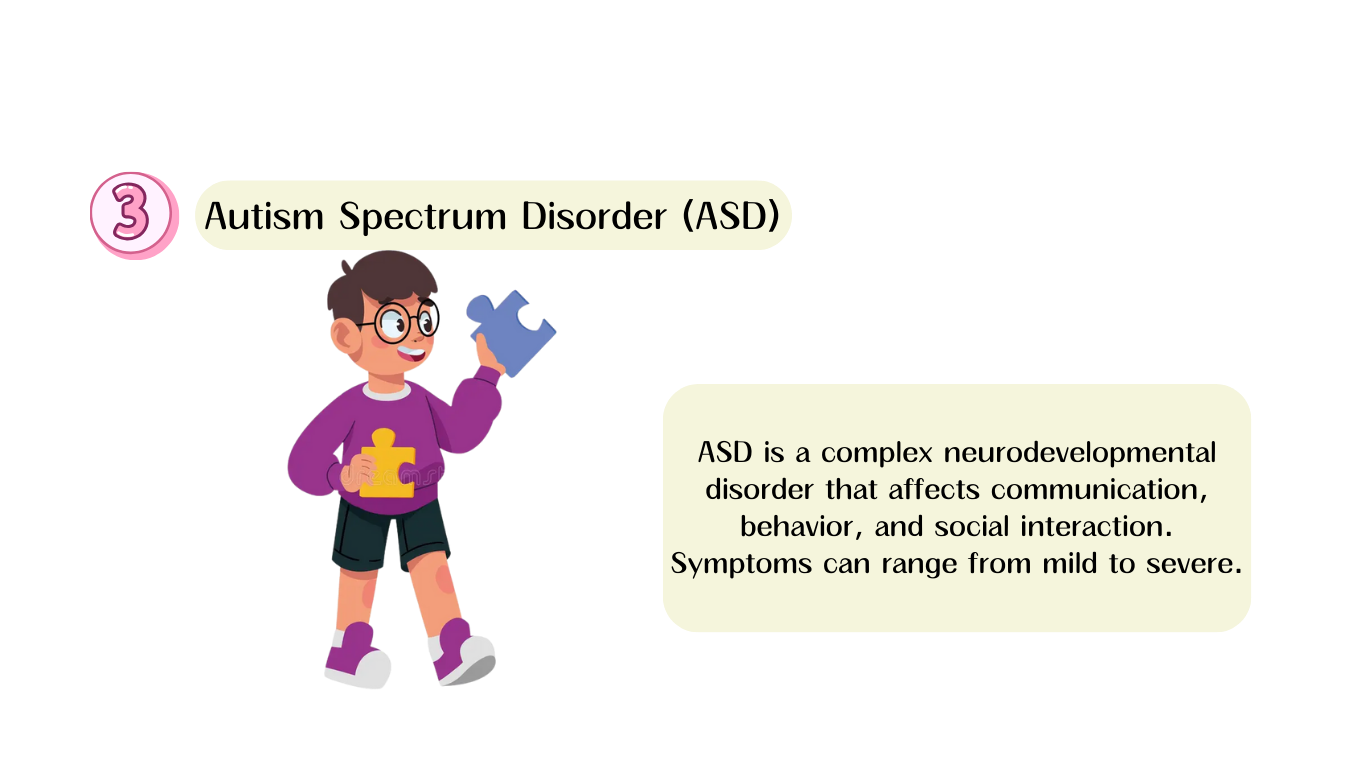 3
Autism Spectrum Disorder (ASD)
ASD is a complex neurodevelopmental
disorder that affects communication,
behavior, and social interaction.
Symptoms can range from mild to severe.